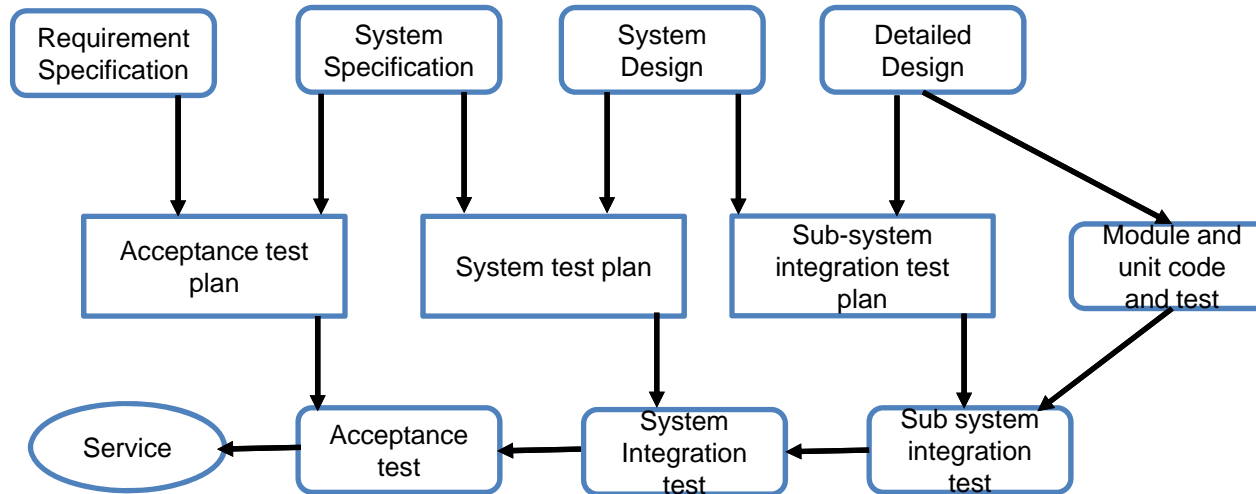 Requirement
Specification
System
Specification
System
Design
Detailed
Design
Acceptance test
plan
System test plan
Sub-system
integration test
plan
Module and
unit code
and test
Service
Acceptance
test
System
Integration
test
Sub system
integration
test